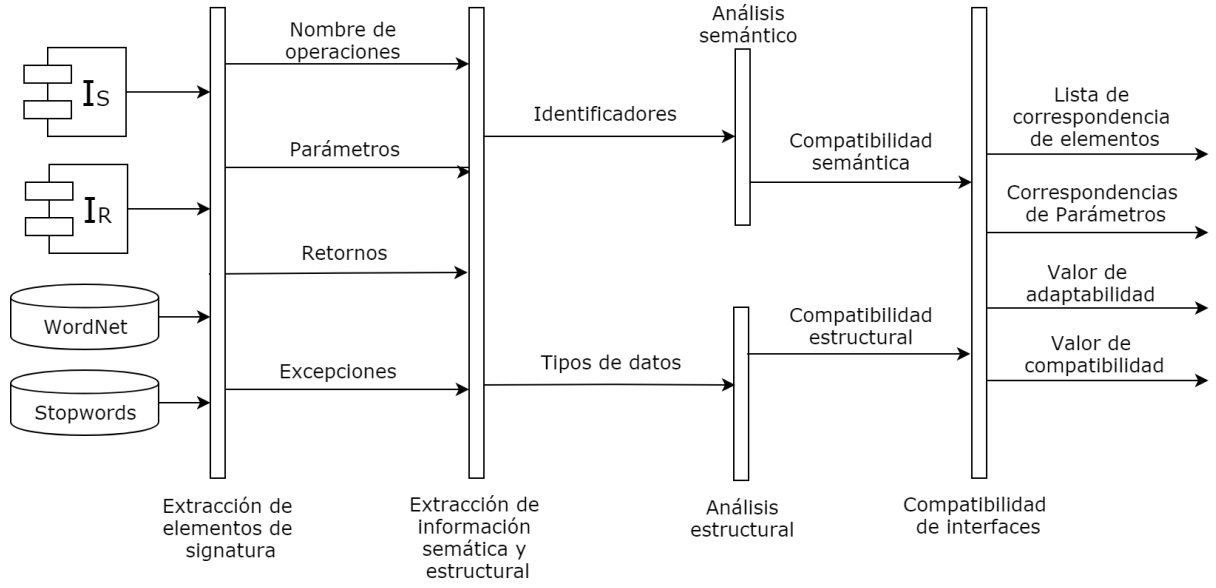 Nombre de
operaciones
Análisis
semántico
I_S
Identificadores
Lista de
correspondencia
de elementos
Parámetros
Compatibilidad
semántica
I_R
Correspondencias
de Parámetros
Retornos
Valor de
adaptabilidad
WordNet
Compatibilidad
estructural
Valor de
compatibilidad
Excepciones
Tipos de datos
Stopwords
Extracción de
elementos de
signatura
Extracción de
información
semática y
estructural
Análisis
estructural
Compatibilidad
de interfaces